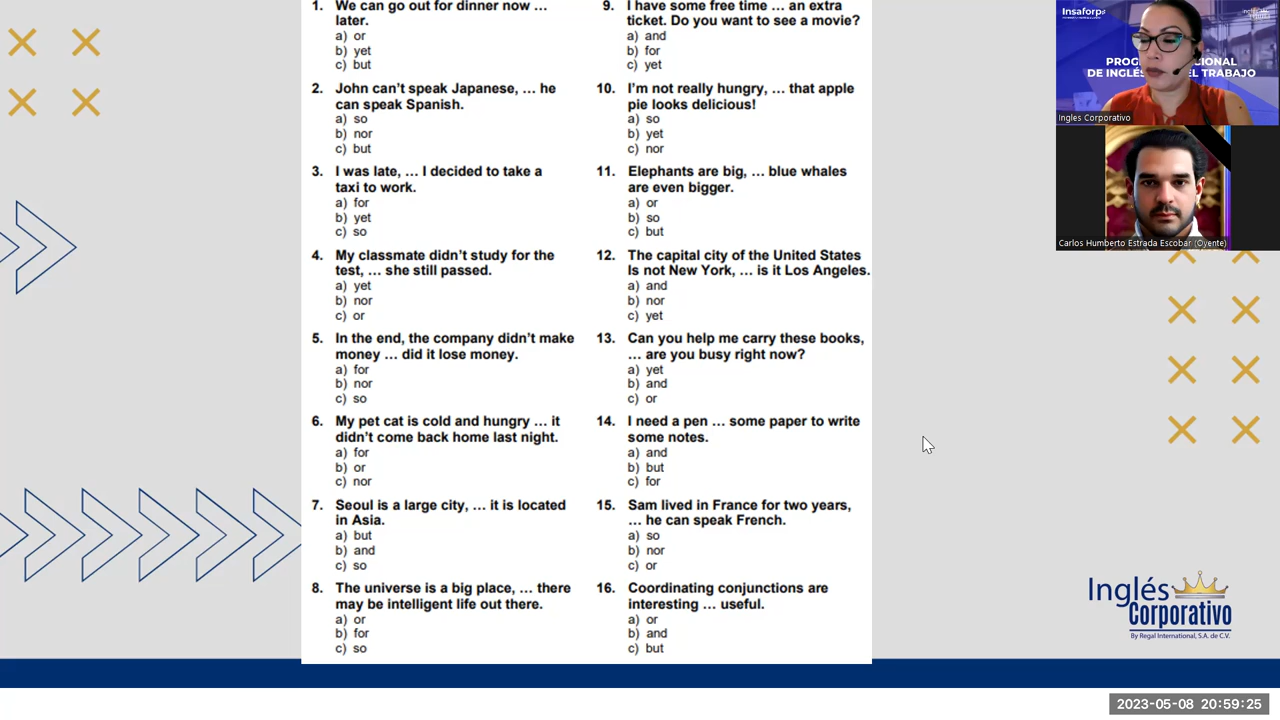 1. We can go out for dinner now …
later.
a) or
b) yet
c) but
2. John can't speak Japanese, … he
can speak Spanish.
a) so
b) nor
c) but
3. I was late, … I decided to take a
taxi to work.
a) for
b) yet
c) so
4. My classmate didn't study for the
test, … she still passed.
a) yet
b) nor
c) or
5. In the end, the company didn't make
money … did it lose money.
a) for
b) nor
c) so
6. My pet cat is cold and hungry … it
didn't come back home last night.
a) for
b) or
c) nor
7. Seoul is a large city, … it is located
in Asia.
a) but
b) and
c) so
8. The universe is a big place, … there
may be intelligent life out there.
a) or
b) for
c) so
9. I have some free time … an extra
ticket. Do you want to see a movie?
a) and
b) for
c) yet
10. I'm not really hungry, … that apple
pie looks delicious!
a) so
b) yet
c) nor
11. Elephants are big, … blue whales
are even bigger.
a) or
b) so
c) but
12. The capital city of the United States
Is not New York, … is it Los Angeles.
a) and
b) nor
c) yet
13. Can you help me carry these books,
… are you busy right now?
a) yet
b) and
c) or
14. I need a pen … some paper to write
some notes.
a) and
b) but
c) for
15. Sam lived in France for two years,
… he can speak French.
a) so
b) nor
c) or
16. Coordinating conjunctions are
interesting … useful.
a) or
b) and
c) but
Insaforp
DE INGLÉS EL TRABAJO
Ingles Corporativo
Carlos Humberto Estrada Escobar (Oyente)
Inglés
Corporativo
By Regal International, S.A. de C.V.
2023-05-08 20:59:25